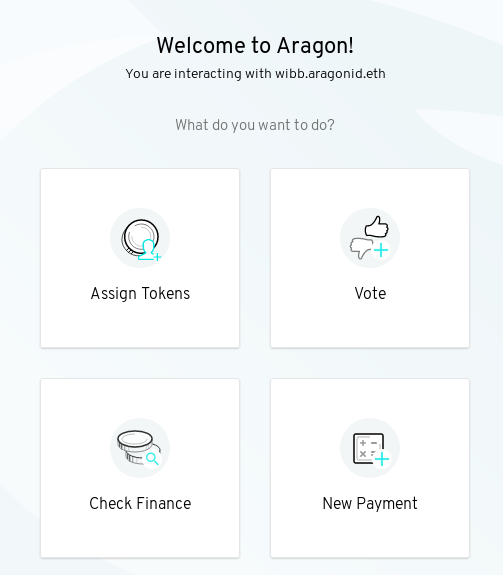 Welcome to Aragon!
You are interacting with wibb.aragonid.eth
What do you want to do?
Assign Tokens
Vote
Check Finance
New Payment